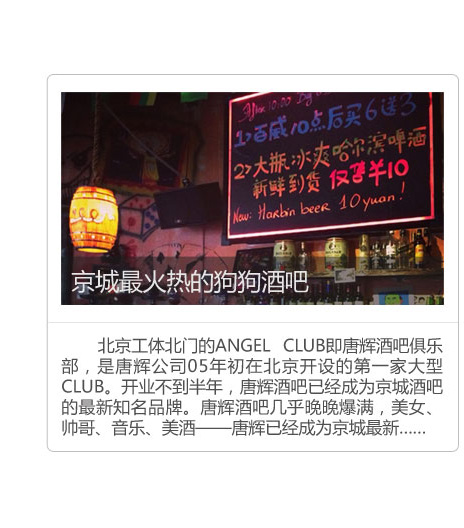 After 10:00
1>百威10点后买6送3
2>大瓶冰爽哈尔滨啤酒
新鲜到货 仅售羊10
New: Harbin beer 10yuan!
京城最火热的狗狗酒吧
北京工体北门的ANGEL CLUB即唐辉酒吧俱乐
部，是唐辉公司05年初在北京开设的第一家大型
CLUB。开业不到半年，唐辉酒吧已经成为京城酒吧
的最新知名品牌。唐辉酒吧几乎晚晚爆满，美女、
帅哥、音乐、美酒——唐辉已经成为京城最新......